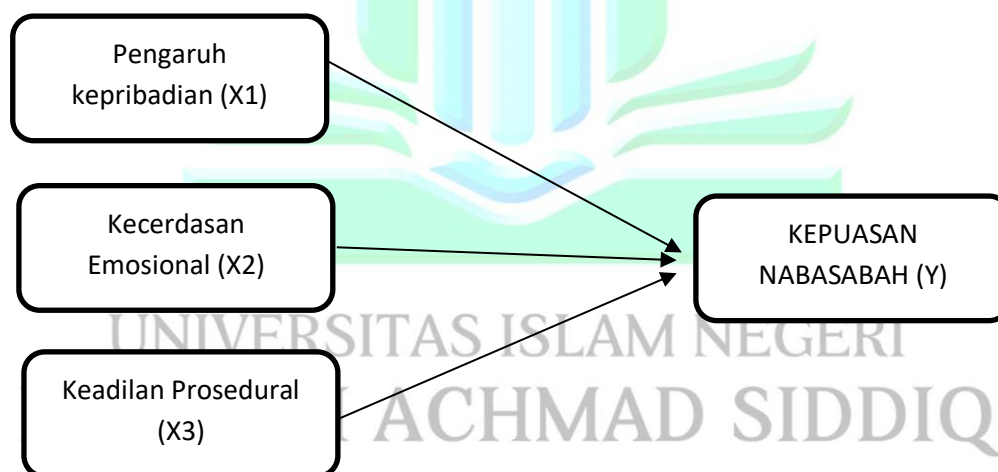 Pengaruh
kepribadian (X1)
Kecerdasan
Emosional (X2)
KEPUASAN
NABASABAH (Y)
UNIVERSITAS ISLAM NEGERI
Keadilan Prosedural
(X3)
ACHMAD SIDDIQ